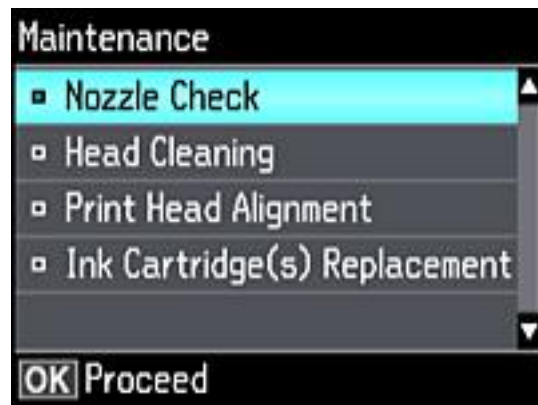 Maintenance
Nozzle Check
Head Cleaning
Print Head Alignment
Ink Cartridge(s) Replacement
OK Proceed